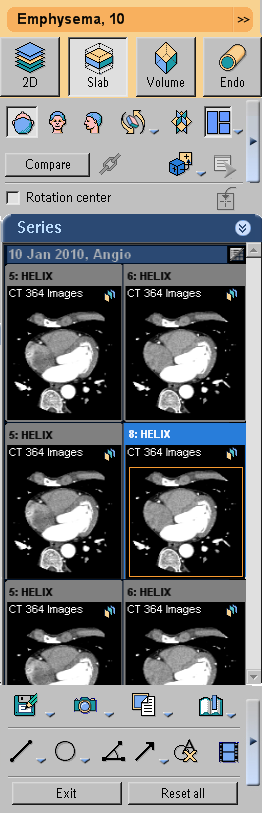 Emphysema, 10 >>
2D Slab Volume Endo
Compare
Rotation center
Series
10 Jan 2010, Angio
5: HELIX 6: HELIX
CT 364 Images CT 364 Images
5: HELIX 8: HELIX
CT 364 Images CT 364 Images
5: HELIX 6: HELIX
CT 364 Images CT 364 Images
Exit Reset all